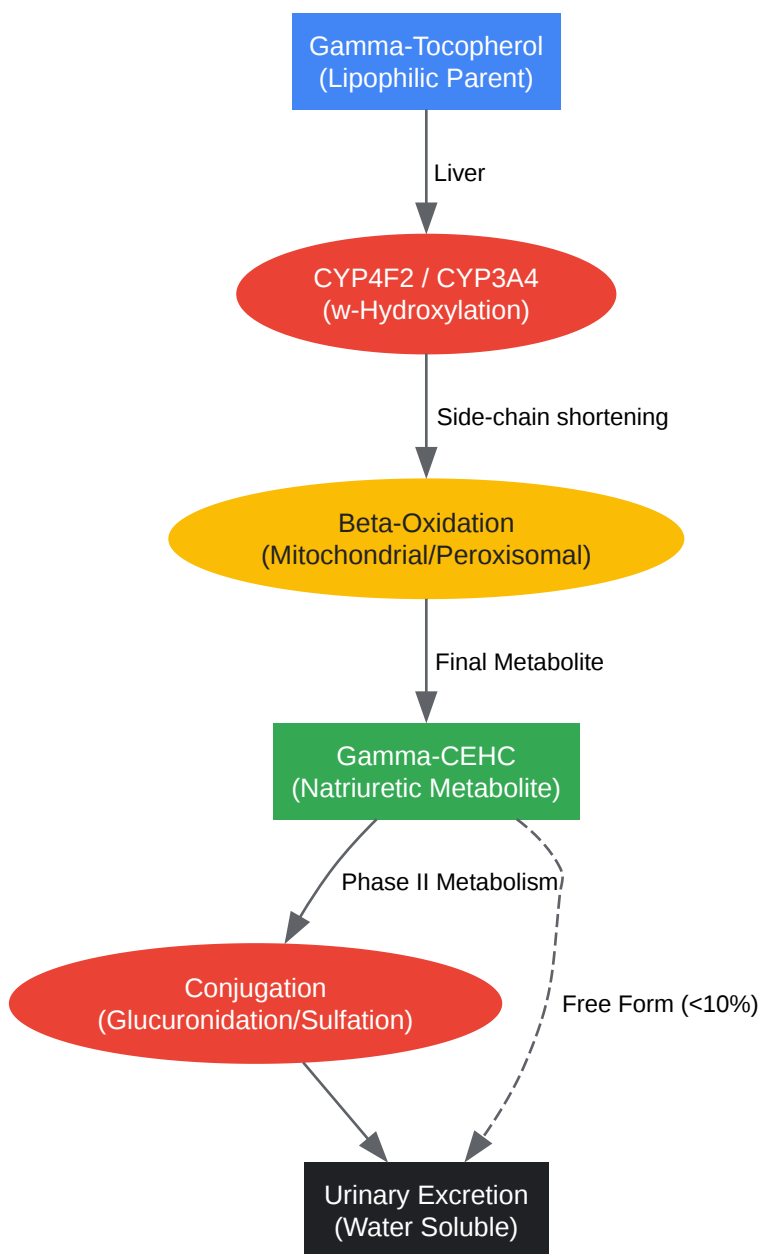 Gamma-Tocopherol
(Lipophilic Parent)
Liver
CYP4F2 / CYP3A4
(w-Hydroxylation)
Side-chain shortening
Beta-Oxidation
(Mitochondrial/Peroxisomal)
Final Metabolite
Gamma-CEHC
(Natriuretic Metabolite)
Phase II Metabolism
Conjugation
(Glucuronidation/Sulfation)
Free Form (<10%)
Urinary Excretion
(Water Soluble)